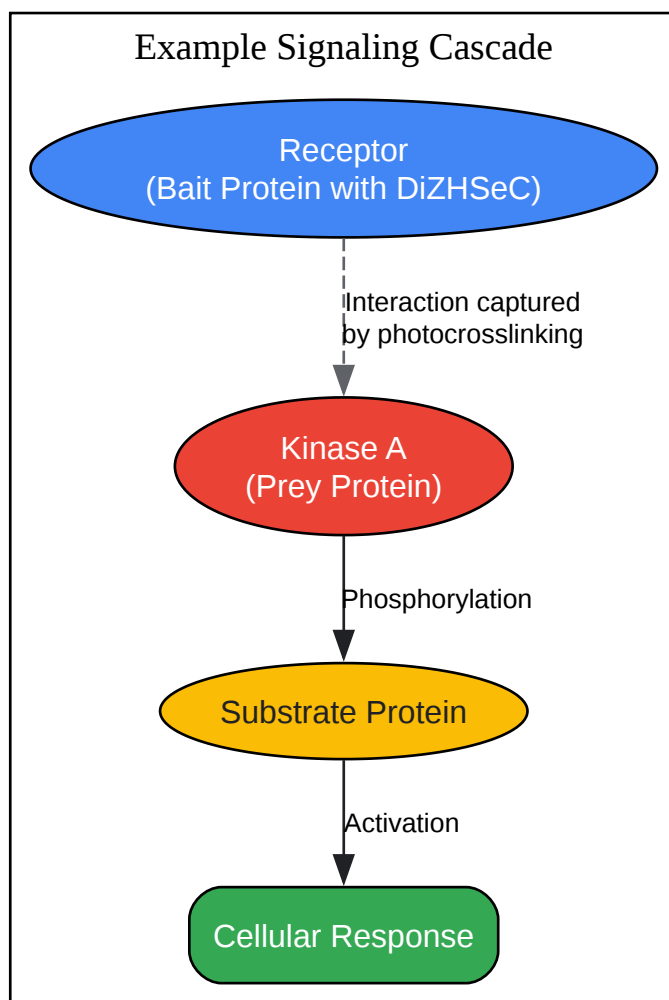 Example Signaling Cascade
Receptor
(Bait Protein with DiZHSeC)
Interaction captured
by photocrosslinking
Kinase A
(Prey Protein)
Phosphorylation
Substrate Protein
Activation
Cellular Response